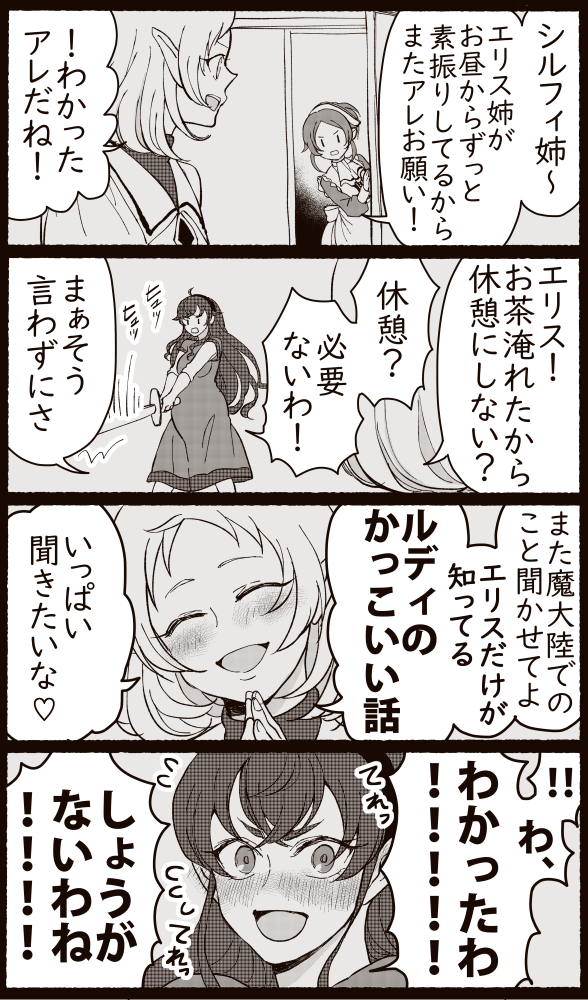 シルフィ姉〜
エリス姉が
お昼からずっと
素振りしてるから
またアレお願い!
!わかった
アレだね!
エリス!
お茶淹れたから
休憩にしない?
休憩?
必要
ないわ!
ヒュッ
ヒュッ
まぁそう
言わずにさ
また魔大陸での
こと聞かせてよ
エリスだけが
知ってる
ルディの
かっこいい話
いっぱい
聞きたいな♡
!!
わ、
わかったわ
!!!!!
てれっ
てれっ
しょうが
ないわね
!!!!